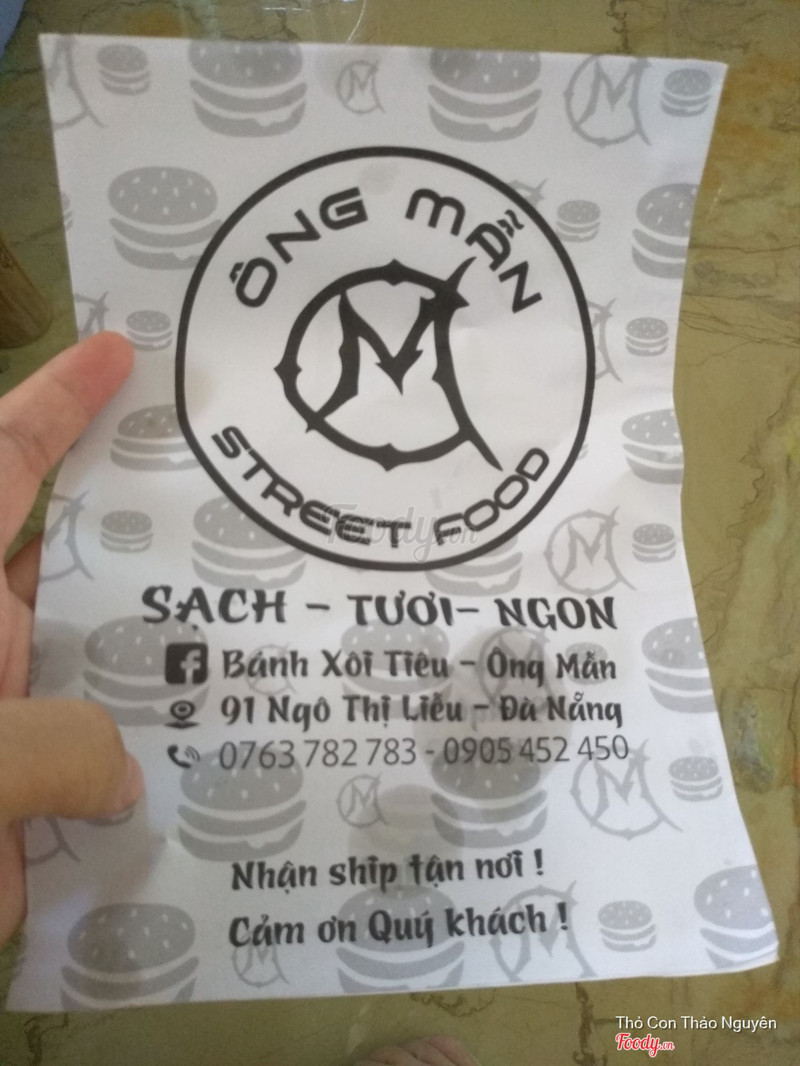 ÔNG MẪN
M
STREET FOOD
Foody.vn
SẠCH - TƯƠI- NGON
Bánh Xôi Tiêu - Ông Mẫn
91 Ngô Thị Liễu - Đà Nẵng
0763 782 783 - 0905 452 450
Nhận ship tận nơi !
Cảm ơn Quý khách !
Thỏ Con Thảo Nguyên
Foody.vn